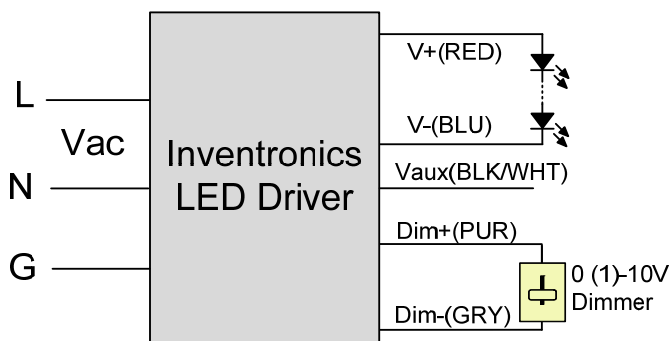 L
Vac
N
G
Inventronics
LED Driver
V+(RED)
V-(BLU)
Vaux(BLK/WHT)
Dim+(PUR)
Dim-(GRY)
0 (1)-10V
Dimmer